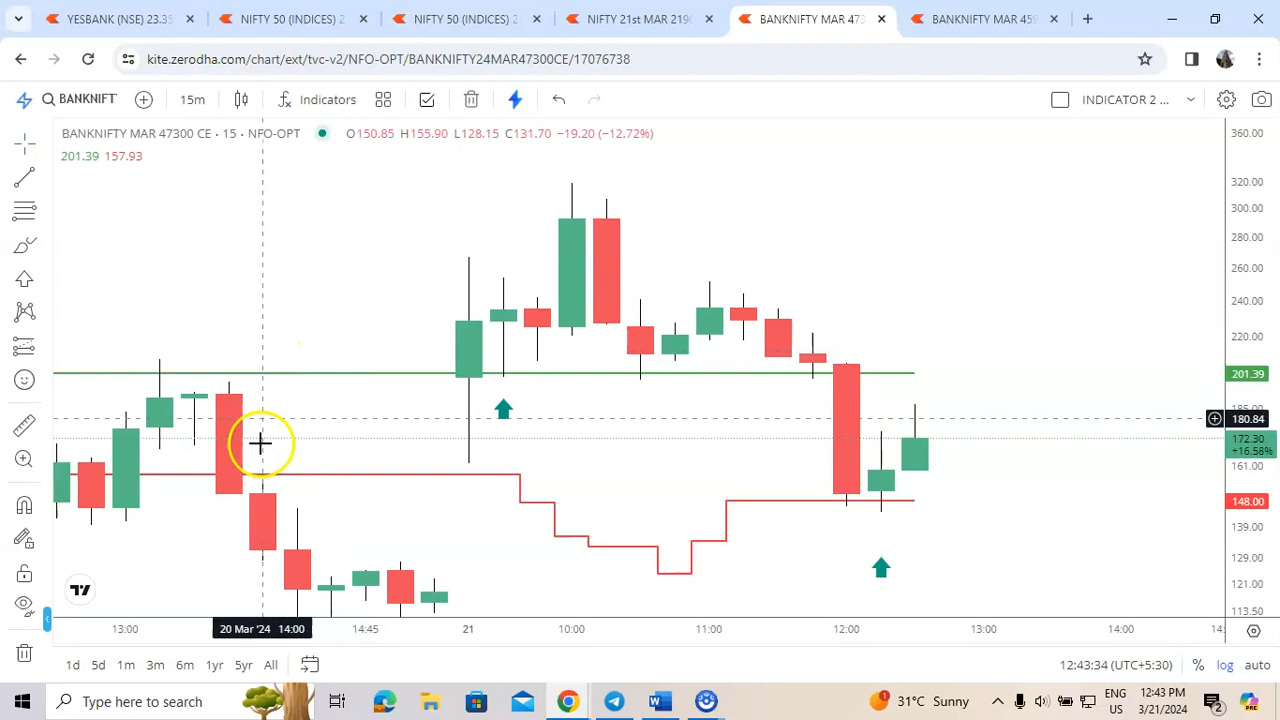 YESBANK (NSE) 23.35
NIFTY 50 (INDICES) 2
NIFTY 50 (INDICES) 2
NIFTY 21st MAR 2190
BANKNIFTY MAR 473
BANKNIFTY MAR 459
kite.zerodha.com/chart/ext/tvc-v2/NFO-OPT/BANKNIFTY24MAR47300CE/17076738
BANKNIFT 15m Indicators INDICATOR 2 ...
BANKNIFTY MAR 47300 CE · 15 · NFO-OPT O150.85 H155.90 L128.15 C131.70 −19.20 (−12.72%)
201.39 157.93
360.00
320.00
300.00
280.00
260.00
240.00
220.00
201.39
180.84
172.30
+16.58%
161.00
148.00
139.00
129.00
121.00
113.50
13:00 20 Mar '24 14:00 14:45 21 10:00 11:00 12:00 13:00 14:00
1d 5d 1m 3m 6m 1yr 5yr All 12:43:34 (UTC+5:30) % log auto
Type here to search 31°C Sunny ENG US 12:43 PM 3/21/2024 2